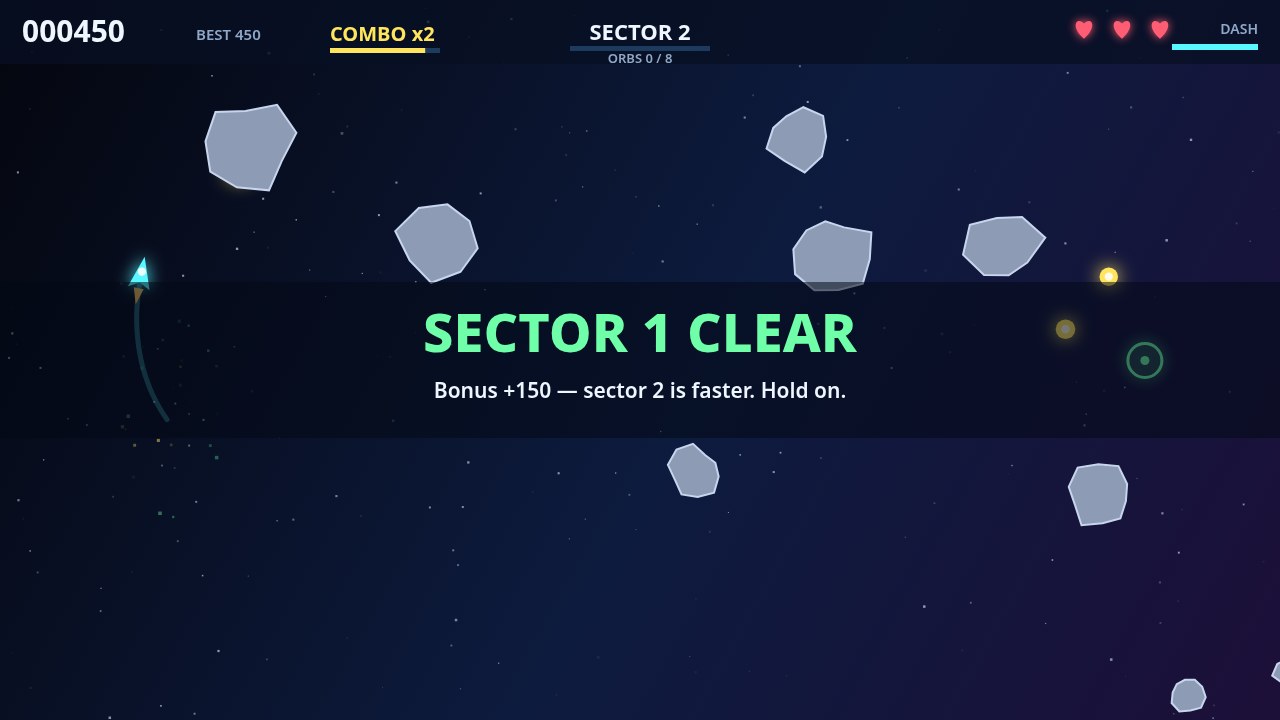 000450
BEST 450
COMBO x2
SECTOR 2
ORBS 0 / 8
DASH
SECTOR 1 CLEAR
Bonus +150 — sector 2 is faster. Hold on.